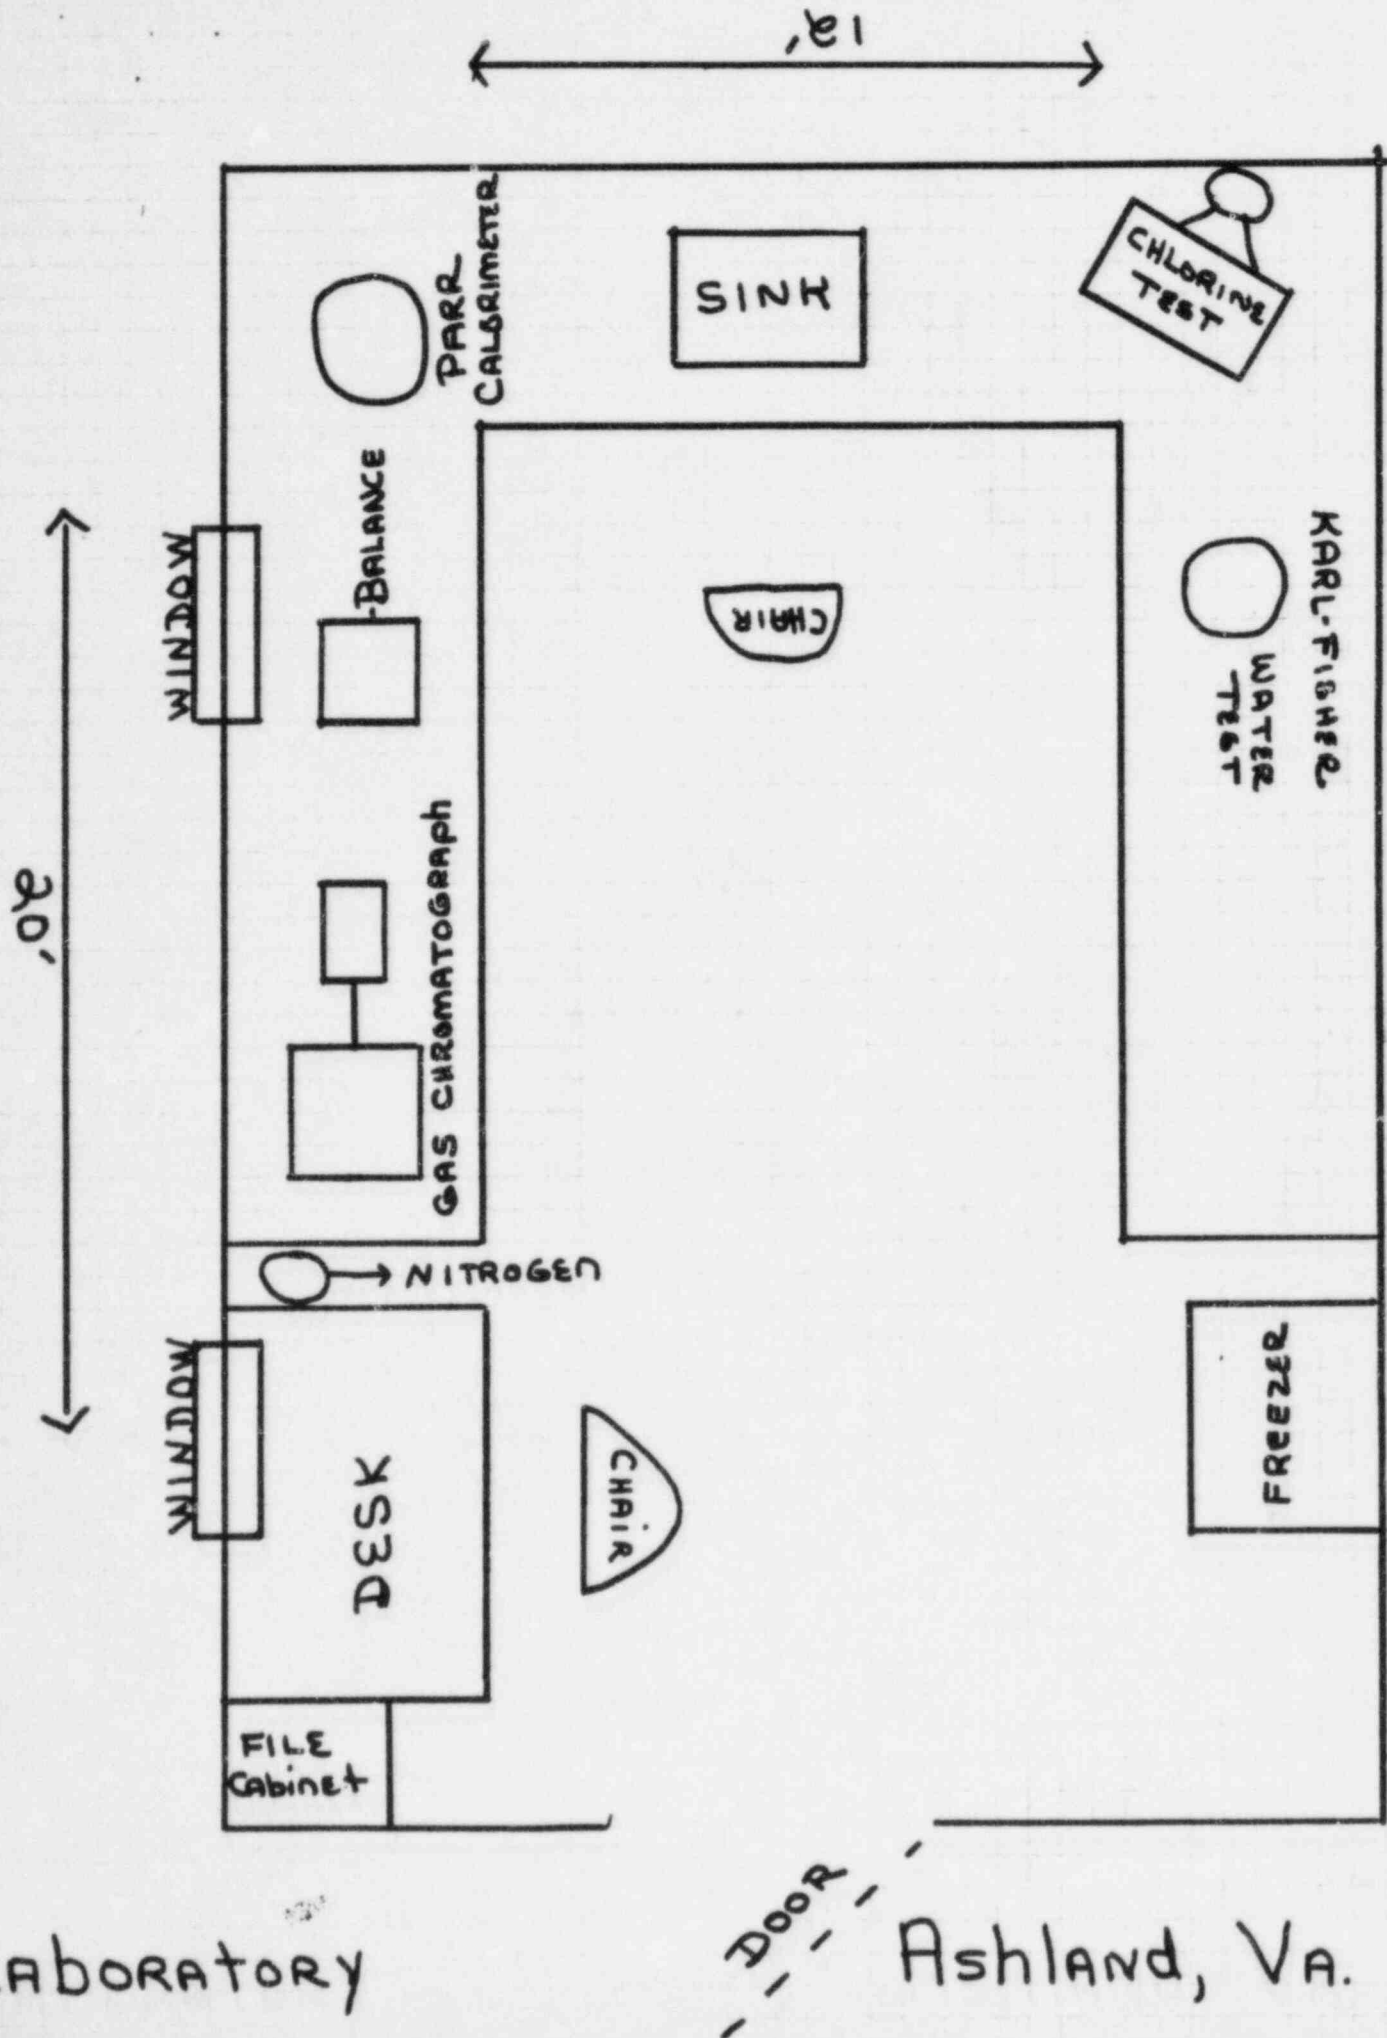 12'
PARR
CALORIMETER
SINK
CHLORINE
TEST
BALANCE
WINDOW
CHAIR
KARL-FISHER
WATER
TEST
20'
GAS CHROMATOGRAPH
NITROGEN
WINDOW
DESK
CHAIR
FREEZER
FILE
CABINET
DOOR
LABORATORY
Ashland, VA.